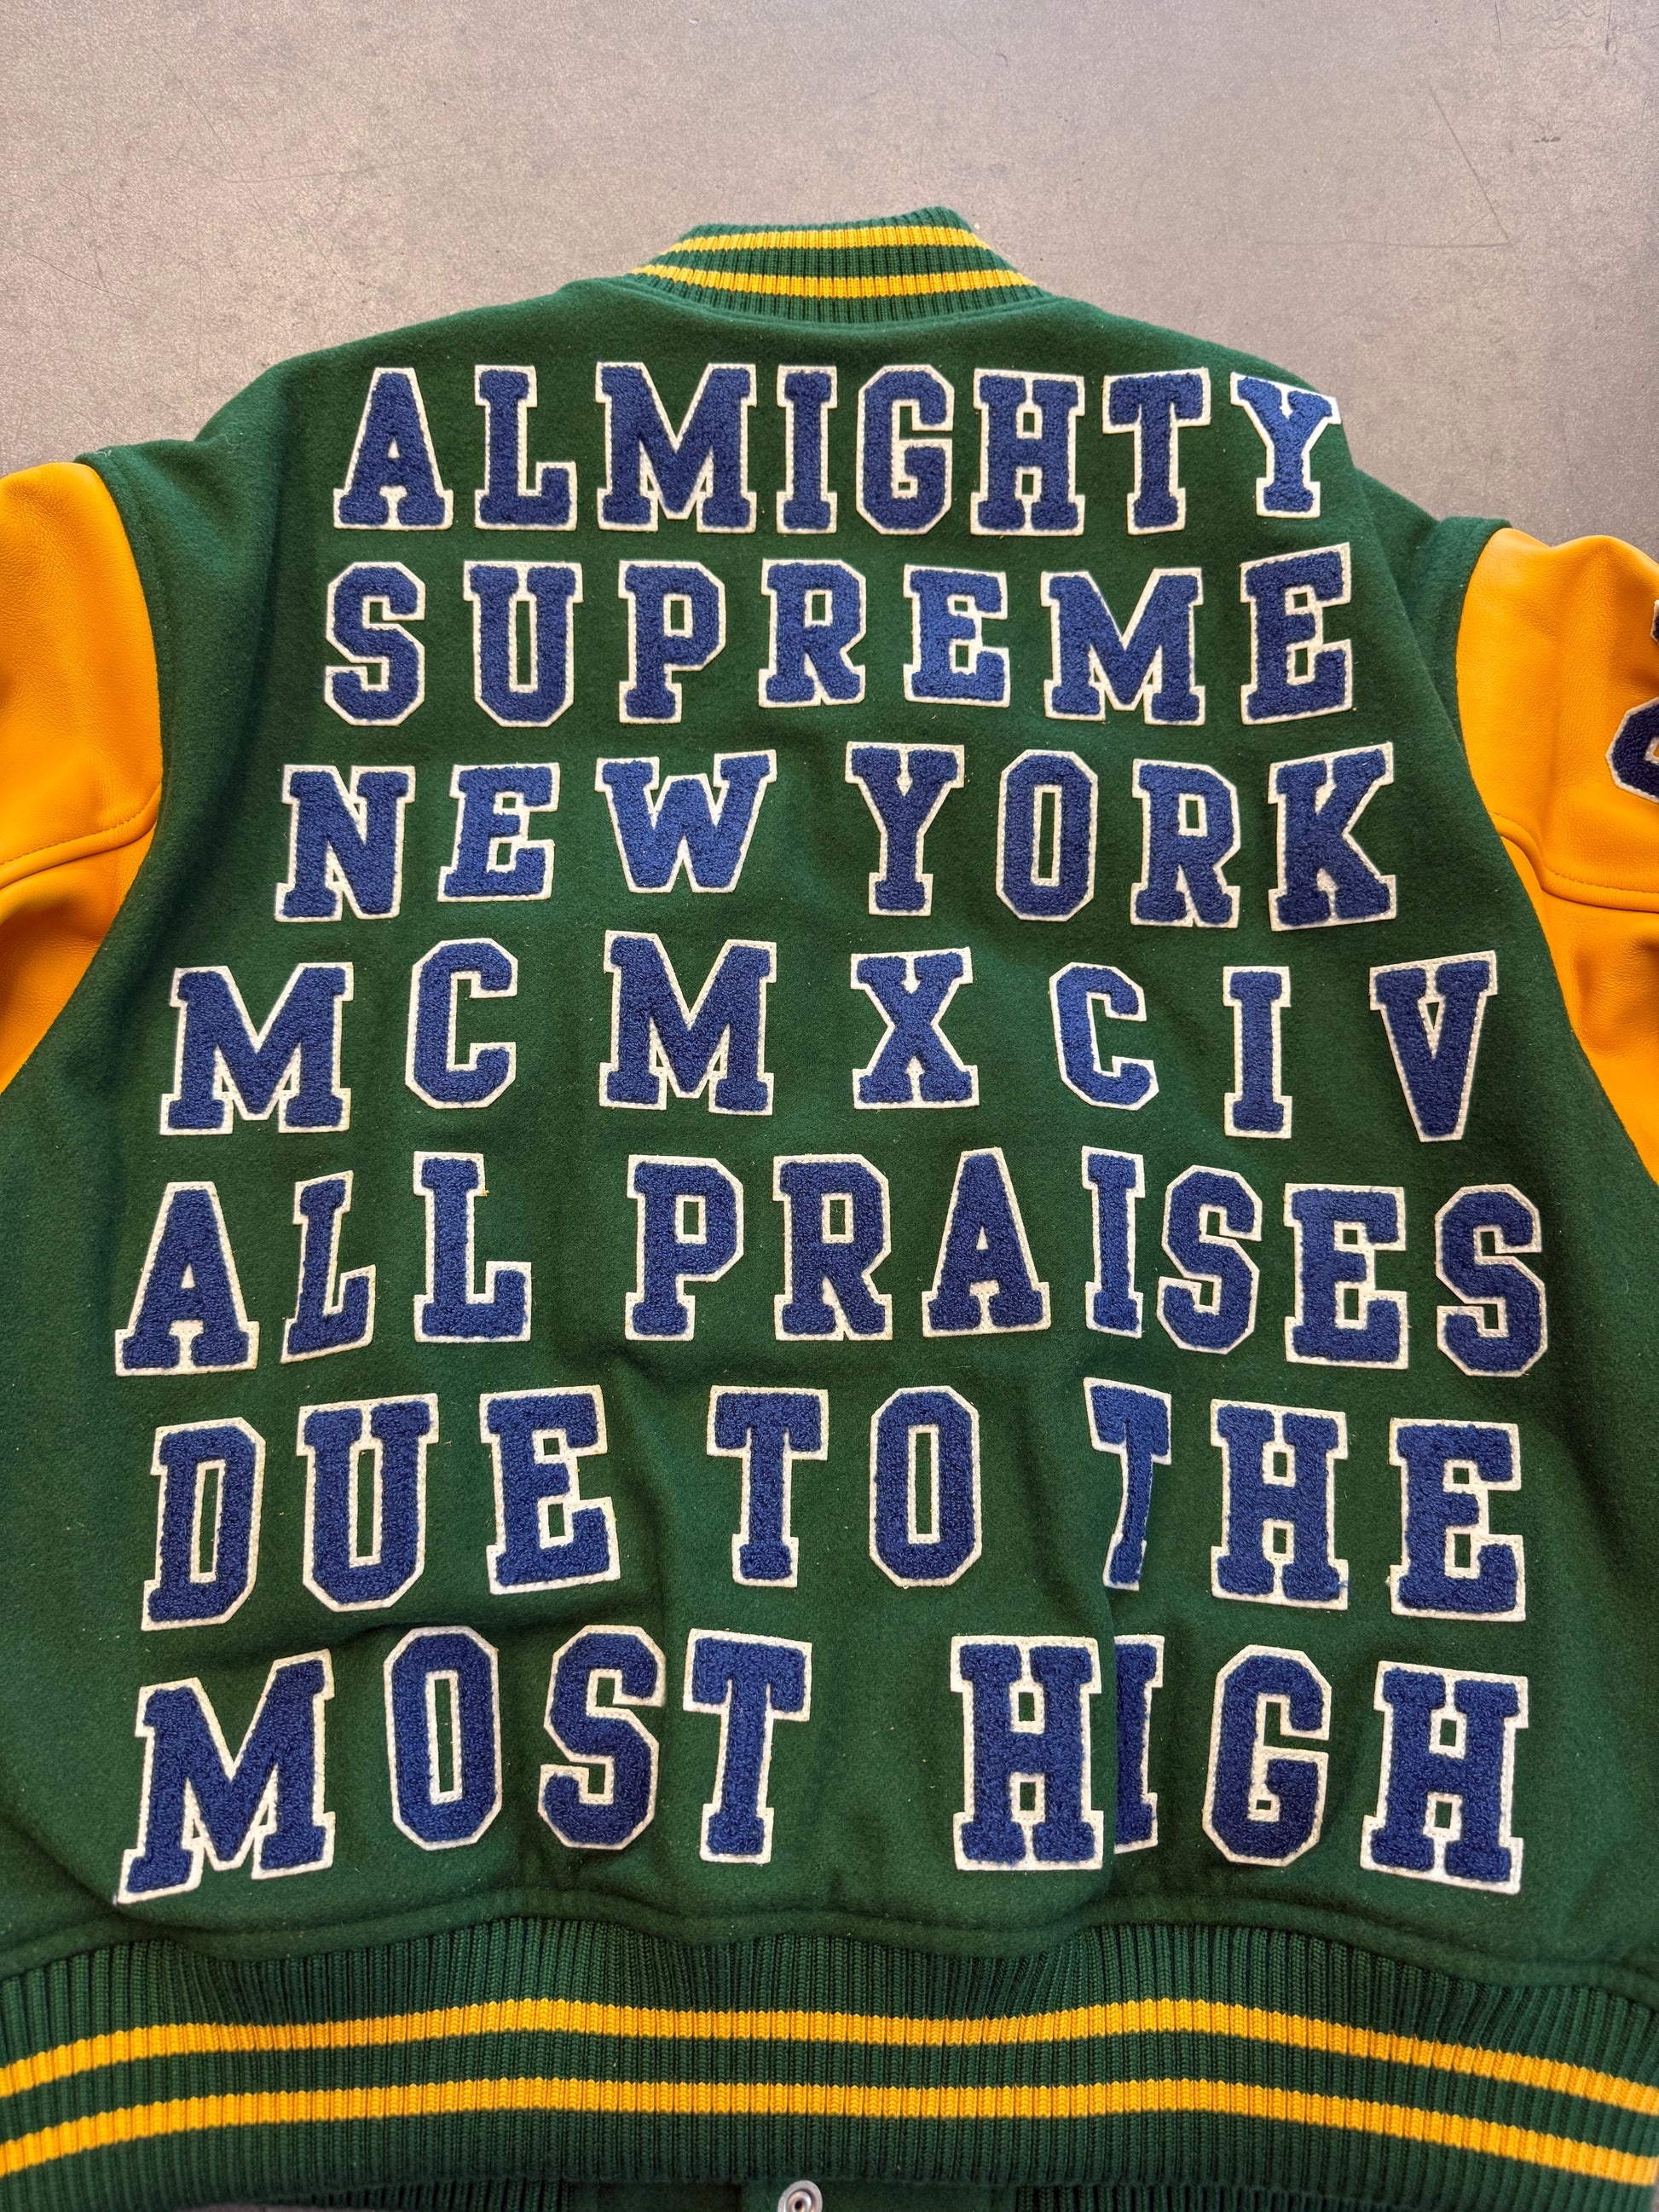 ALMIGHTY
SUPREME
NEW YORK
MCMXCIV
ALL PRAISES
DUE TO THE
MOST HIGH